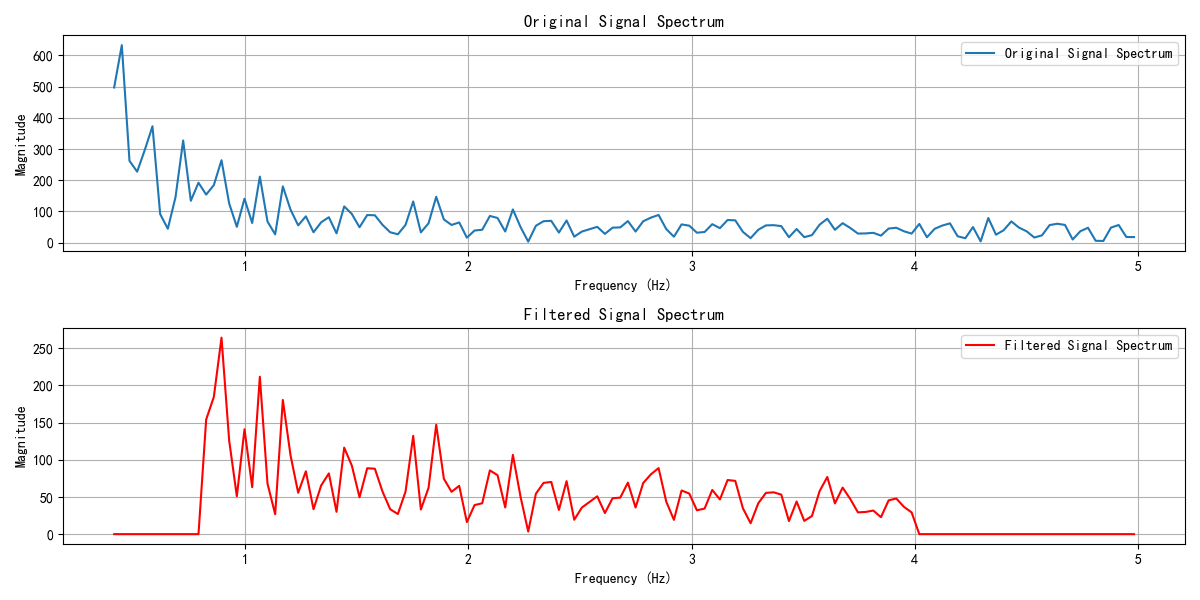 Original Signal Spectrum
600
500
400
300
200
100
0
Magnitude
Original Signal Spectrum
1 2 3 4 5
Frequency (Hz)
Filtered Signal Spectrum
250
200
150
100
50
0
Magnitude
Filtered Signal Spectrum
1 2 3 4 5
Frequency (Hz)